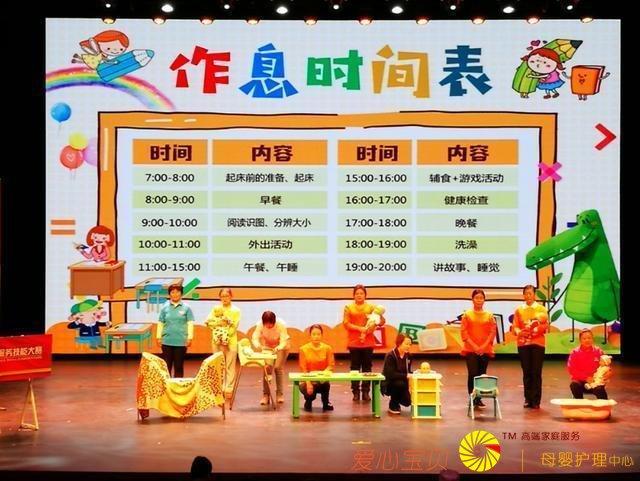 作息时间表
时间 内容 时间 内容
7:00-8:00 起床前的准备、起床 15:00-16:00 辅食+游戏活动
8:00-9:00 早餐 16:00-17:00 健康检查
9:00-10:00 阅读识图、分辨大小 17:00-18:00 晚餐
10:00-11:00 外出活动 18:00-19:00 洗澡
11:00-15:00 午餐、午睡 19:00-20:00 讲故事、睡觉
B
服务技能大赛
爱心宝贝 TM 高端家庭服务
母婴护理中心